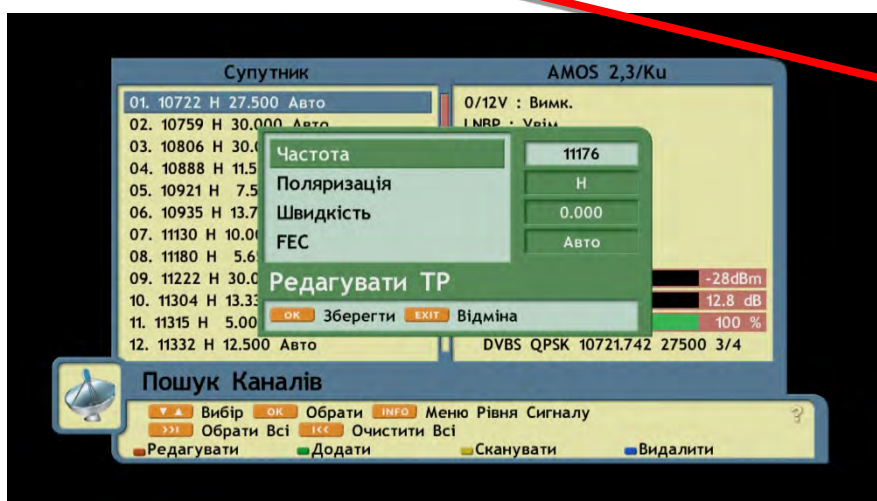 Супутник
AMOS 2,3/Ku
01. 10722 H 27.500 Авто
02. 10759 H 30.000 Авто
03. 10806 H 30.0
04. 10888 H 11.5
05. 10921 H 7.5
06. 10935 H 13.7
07. 11130 H 10.00
08. 11180 H 5.6
09. 11222 H 30.0
10. 11304 H 13.33
11. 11315 H 5.00
12. 11332 H 12.500 Авто
0/12V : Вимк.
LNBP : Увім
Частота 11176
Поляризація H
Швидкість 0.000
FEC Авто
Редагувати TP
OK Зберегти EXIT Відміна
-28dBm
12.8 dB
100 %
DVBS QPSK 10721.742 27500 3/4
Пошук Каналів
▼▲ Вибір OK Обрати INFO Меню Рівня Сигналу
>>I Обрати Всі I<< Очистити Всі
Редагувати Додати Сканувати Видалити